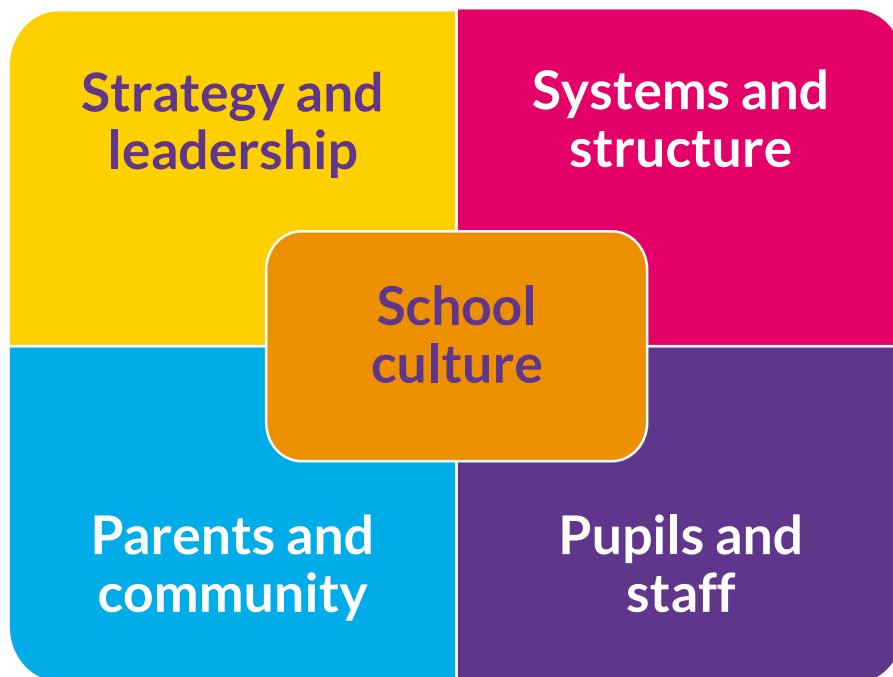 Strategy and
leadership
Systems and
structure
School
culture
Parents and
community
Pupils and
staff